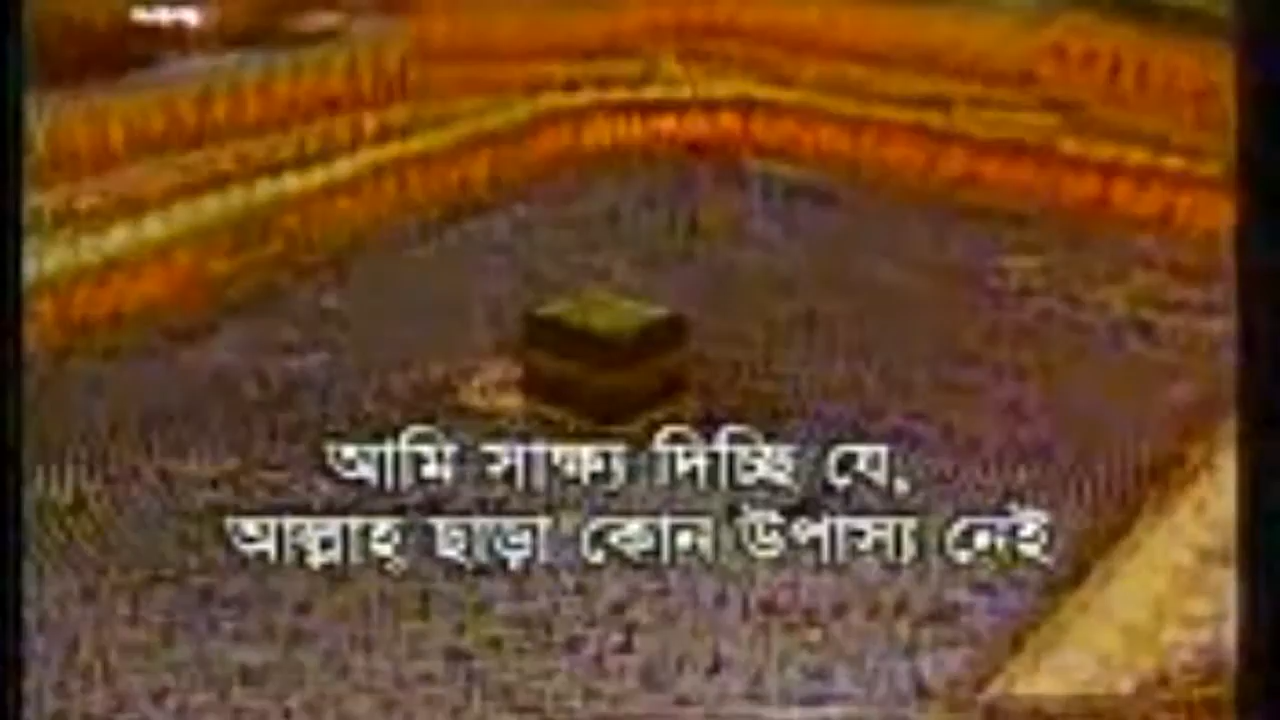 আমি সাক্ষ্য দিচ্ছি যে,
আল্লাহ্ ছাড়া কোন উপাস্য নেই